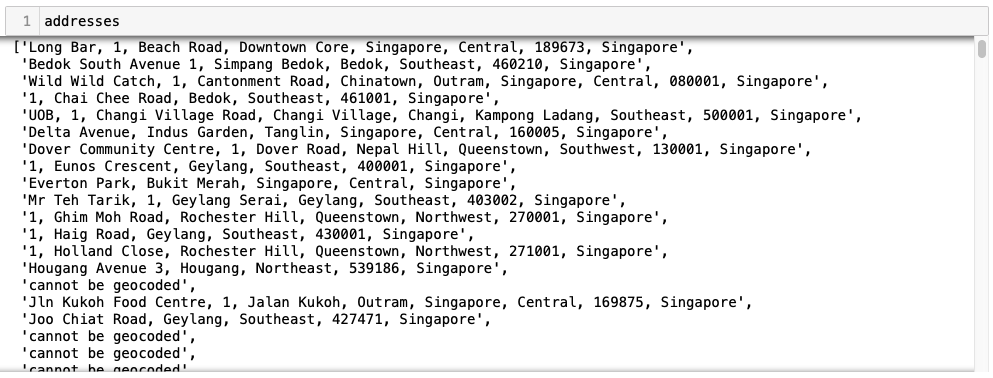 1 addresses
['Long Bar, 1, Beach Road, Downtown Core, Singapore, Central, 189673, Singapore',
'Bedok South Avenue 1, Simpang Bedok, Bedok, Southeast, 460210, Singapore',
'Wild Wild Catch, 1, Cantonment Road, Chinatown, Outram, Singapore, Central, 080001, Singapore',
'1, Chai Chee Road, Bedok, Southeast, 461001, Singapore',
'UOB, 1, Changi Village Road, Changi Village, Changi, Kampong Ladang, Southeast, 500001, Singapore',
'Delta Avenue, Indus Garden, Tanglin, Singapore, Central, 160005, Singapore',
'Dover Community Centre, 1, Dover Road, Nepal Hill, Queenstown, Southwest, 130001, Singapore',
'1, Eunos Crescent, Geylang, Southeast, 400001, Singapore',
'Everton Park, Bukit Merah, Singapore, Central, Singapore',
'Mr Teh Tarik, 1, Geylang Serai, Geylang, Southeast, 403002, Singapore',
'1, Ghim Moh Road, Rochester Hill, Queenstown, Northwest, 270001, Singapore',
'1, Haig Road, Geylang, Southeast, 430001, Singapore',
'1, Holland Close, Rochester Hill, Queenstown, Northwest, 271001, Singapore',
'Hougang Avenue 3, Hougang, Northeast, 539186, Singapore',
'cannot be geocoded',
'Jln Kukoh Food Centre, 1, Jalan Kukoh, Outram, Singapore, Central, 169875, Singapore',
'Joo Chiat Road, Geylang, Southeast, 427471, Singapore',
'cannot be geocoded',
'cannot be geocoded',
'cannot be geocoded'